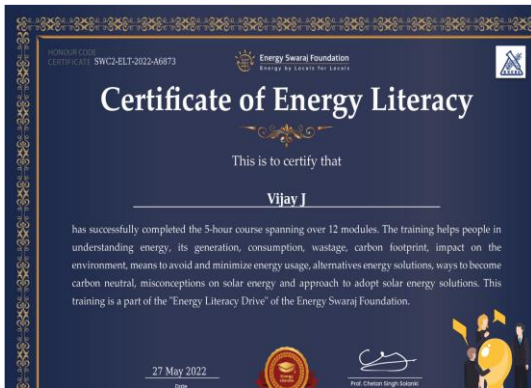 HONOUR CODE
CERTIFICATE SWC2-ELT-2022-A6873
Energy Swaraj Foundation
Energy by Locals for Locals
Certificate of Energy Literacy
This is to certify that
Vijay J
has successfully completed the 5-hour course spanning over 12 modules. The training helps people in
understanding energy, its generation, consumption, wastage, carbon footprint, impact on the
environment, means to avoid and minimize energy usage, alternatives energy solutions, ways to become
carbon neutral, misconceptions on solar energy and approach to adopt solar energy solutions. This
training is a part of the "Energy Literacy Drive" of the Energy Swaraj Foundation.
27 May 2022
Date
Energy
Literate
Prof. Chetan Singh Solanki